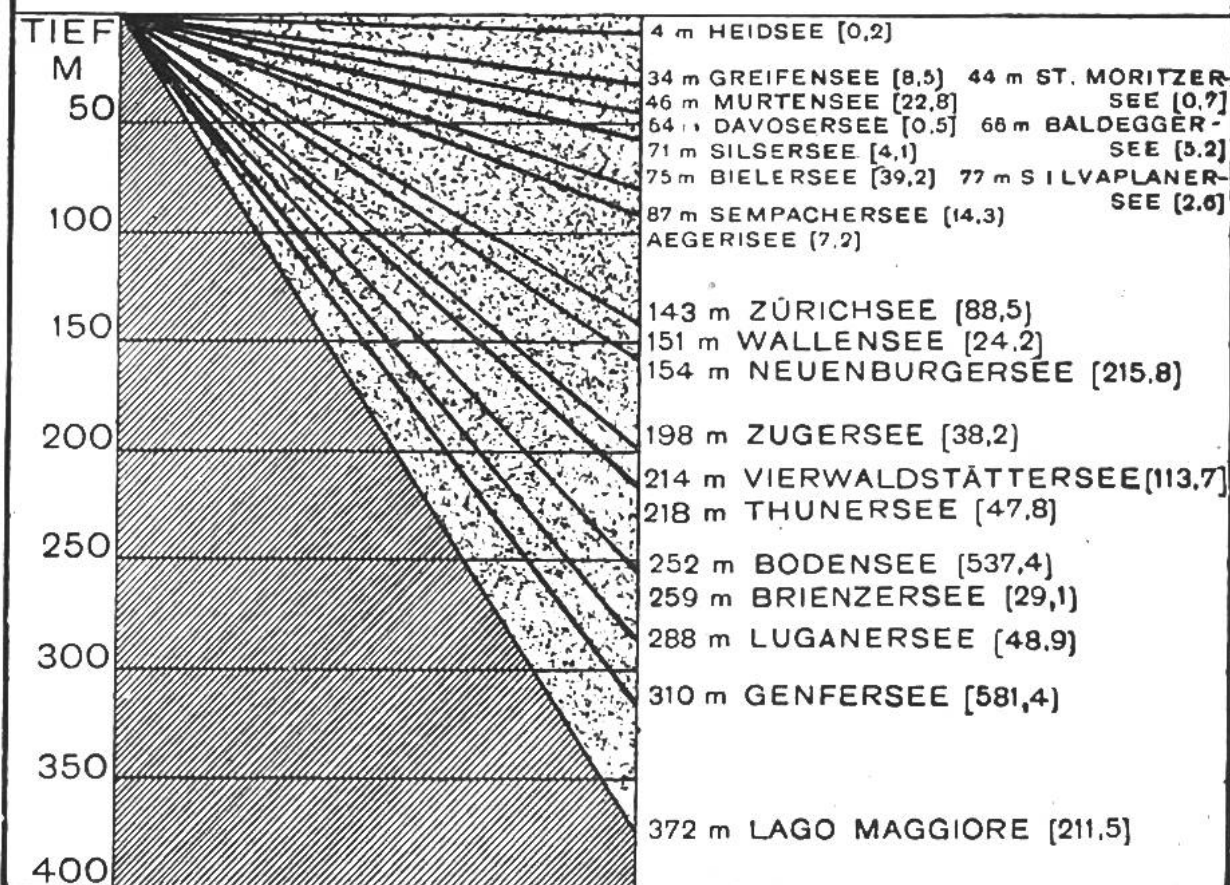 TIEF
M
50
100
150
200
250
300
350
400
4 m HEIDSEE [0,2]
34 m GREIFENSEE [8,5] 44 m ST. MORITZER-
46 m MURTENSEE [22,8] SEE [0,7]
64 m DAVOSERSEE [0,5] 66 m BALDEGGER-
71 m SILSERSEE [4,1] SEE [5.2]
75 m BIELERSEE [39,2] 77 m SILVAPLANER-
87 m SEMPACHERSEE [14,3] SEE [2.6]
AEGERISEE [7,2]
143 m ZÜRICHSEE [88,5]
151 m WALLENSEE [24,2]
154 m NEUENBURGERSEE [215,8]
198 m ZUGERSEE [38,2]
214 m VIERWALDSTÄTTERSEE [113,7]
218 m THUNERSEE [47,8]
252 m BODENSEE [537,4]
259 m BRIENZERSEE [29,1]
288 m LUGANERSEE [48,9]
310 m GENFERSEE [581,4]
372 m LAGO MAGGIORE [211,5]